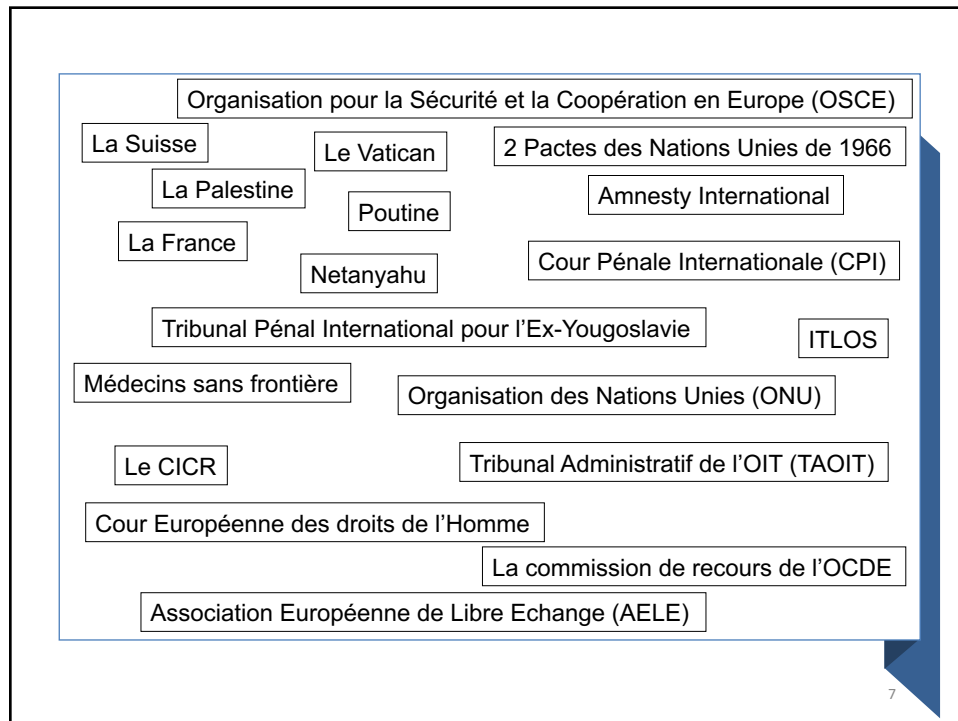 Organisation pour la Sécurité et la Coopération en Europe (OSCE)
La Suisse
Le Vatican
2 Pactes des Nations Unies de 1966
La Palestine
Poutine
Amnesty International
La France
Netanyahu
Cour Pénale Internationale (CPI)
Tribunal Pénal International pour l’Ex-Yougoslavie
ITLOS
Médecins sans frontière
Organisation des Nations Unies (ONU)
Le CICR
Tribunal Administratif de l’OIT (TAOIT)
Cour Européenne des droits de l’Homme
La commission de recours de l’OCDE
Association Européenne de Libre Echange (AELE)
7